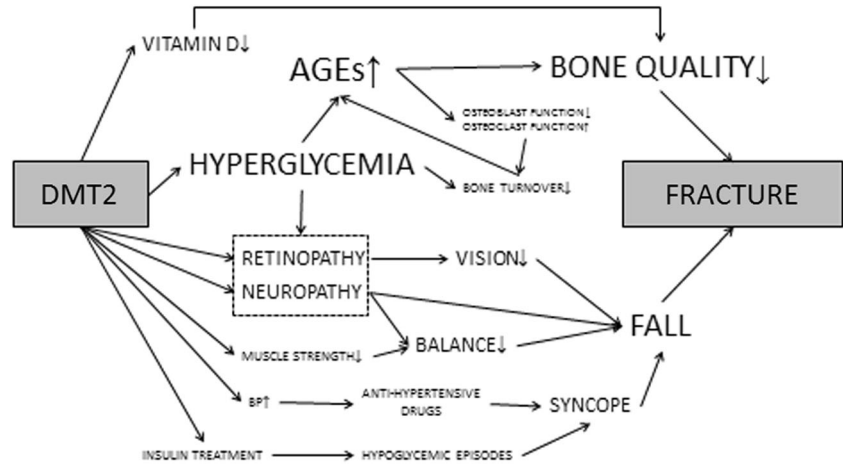 VITAMIN D↓
AGEs↑
BONE QUALITY↓
OSTEOBLAST FUNCTION↓
OSTEOCLAST FUNCTION↑
DMT2
HYPERGLYCEMIA
BONE TURNOVER↓
FRACTURE
RETINOPATHY
VISION↓
NEUROPATHY
FALL
MUSCLE STRENGTH↓
BALANCE↓
BP↑
ANTI-HYPERTENSIVE
DRUGS
SYNCOPE
INSULIN TREATMENT
HYPOGLYCEMIC EPISODES